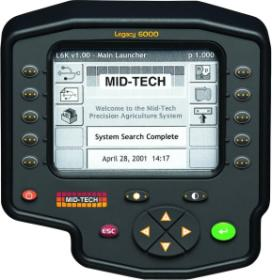 Legacy 6000
L6K v1.00 - Main Launcher p 1.000
MID-TECH
Welcome to the Mid-Tech
Precision Agriculture System
System Search Complete
April 28, 2001 14:17
MID-TECH
ESC